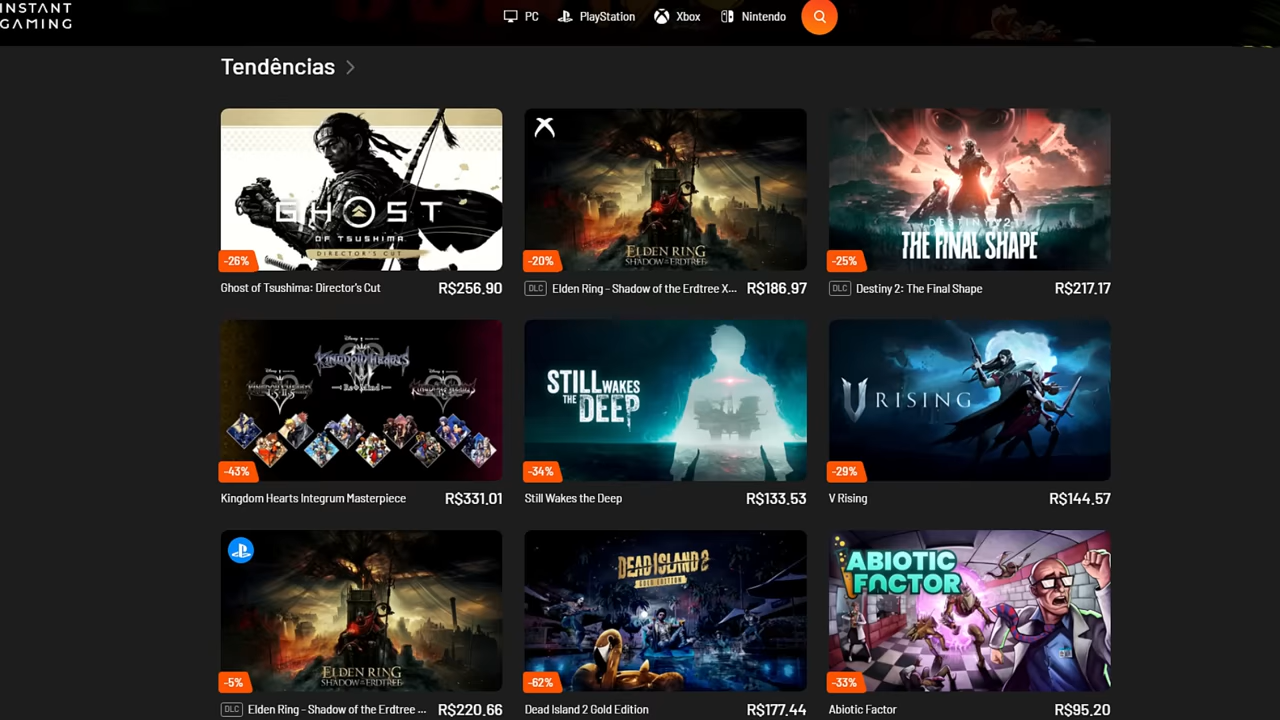 INSTANT
GAMING
PC PlayStation Xbox Nintendo
Tendências
GHOST
OF TSUSHIMA
DIRECTOR'S CUT
-26%
Ghost of Tsushima: Director's Cut R$256.90
ELDEN RING
SHADOW OF THE ERDTREE
-20%
DLC Elden Ring - Shadow of the Erdtree X... R$186.97
DESTINY 2
THE FINAL SHAPE
-25%
DLC Destiny 2: The Final Shape R$217.17
Disney
KINGDOM HEARTS
III
Re Mind
-43%
Kingdom Hearts Integrum Masterpiece R$331.01
STILL WAKES
THE DEEP
-34%
Still Wakes the Deep R$133.53
V RISING
-29%
V Rising R$144.57
ELDEN RING
SHADOW OF THE ERDTREE
-5%
DLC Elden Ring - Shadow of the Erdtree ... R$220.66
DEAD ISLAND 2
GOLD EDITION
-62%
Dead Island 2 Gold Edition R$177.44
ABIOTIC
FACTOR
-33%
Abiotic Factor R$95.20